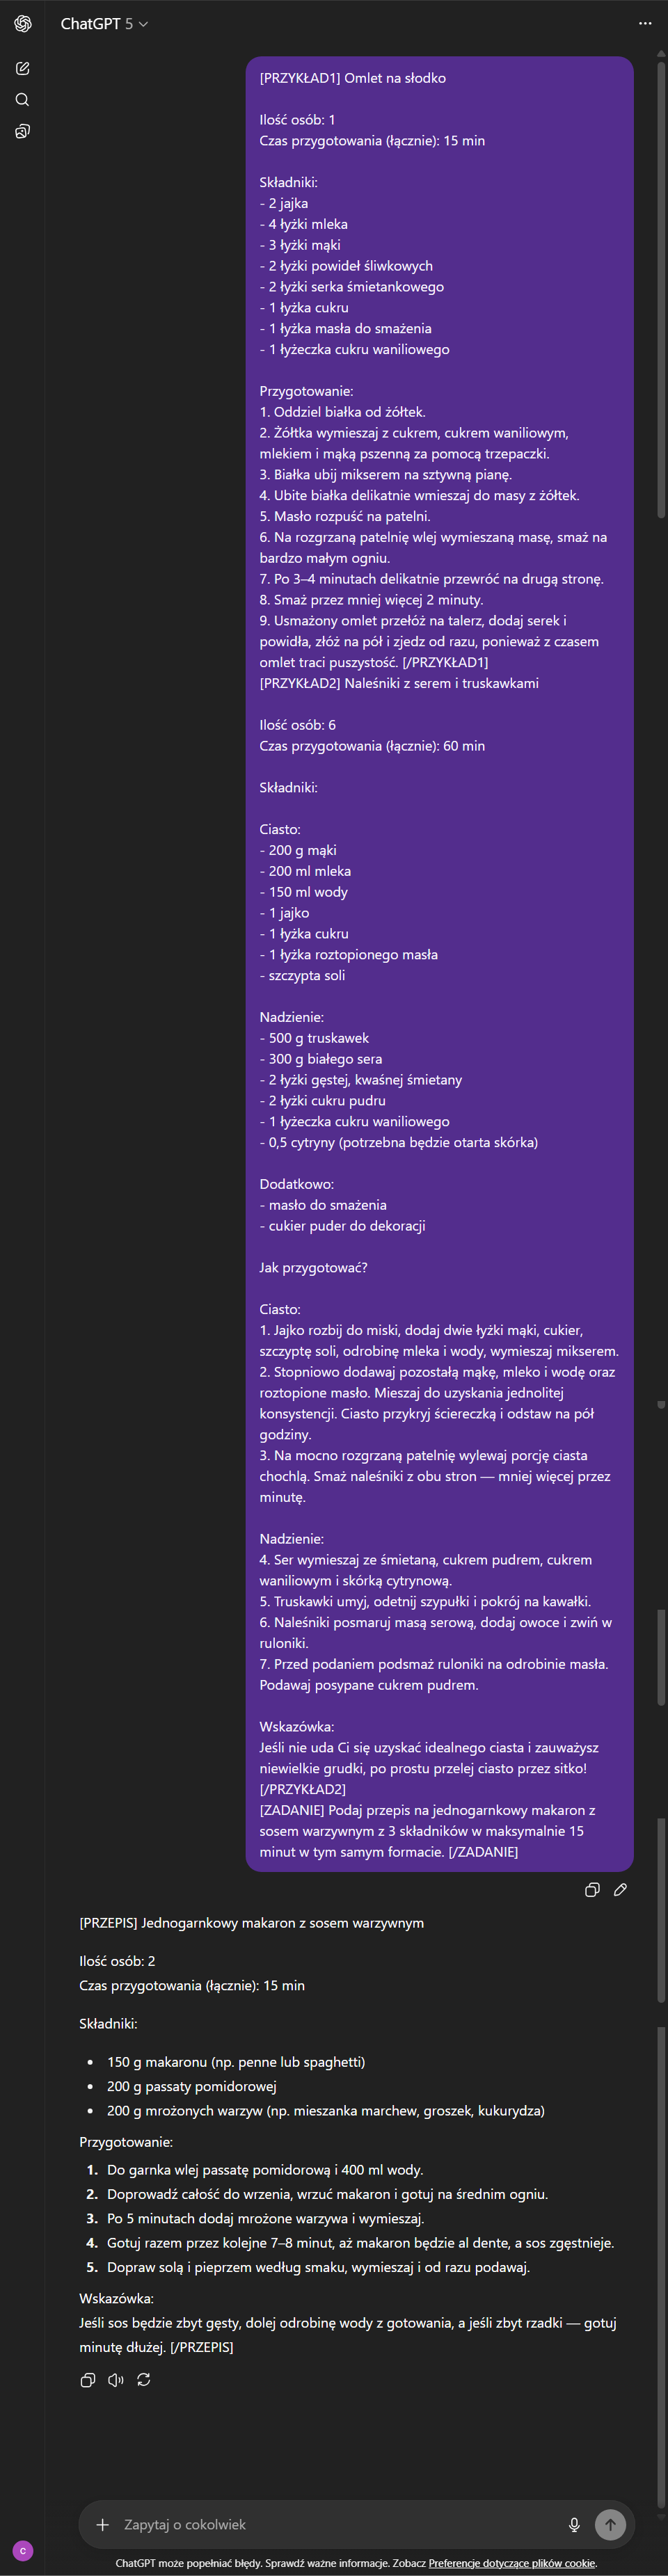 ChatGPT 5
[PRZYKŁAD1] Omlet na słodko
Ilość osób: 1
Czas przygotowania (łącznie): 15 min
Składniki:
- 2 jajka
- 4 łyżki mleka
- 3 łyżki mąki
- 2 łyżki powideł śliwkowych
- 2 łyżki serka śmietankowego
- 1 łyżka cukru
- 1 łyżka masła do smażenia
- 1 łyżeczka cukru waniliowego
Przygotowanie:
1. Oddziel białka od żółtek.
2. Żółtka wymieszaj z cukrem, cukrem waniliowym,
mlekiem i mąką pszenną za pomocą trzepaczki.
3. Białka ubij mikserem na sztywną pianę.
4. Ubite białka delikatnie wmieszaj do masy z żółtek.
5. Masło rozpuść na patelni.
6. Na rozgrzaną patelnię wlej wymieszaną masę, smaż na
bardzo małym ogniu.
7. Po 3–4 minutach delikatnie przewróć na drugą stronę.
8. Smaż przez mniej więcej 2 minuty.
9. Usmażony omlet przełóż na talerz, dodaj serek i
powidła, złóż na pół i zjedz od razu, ponieważ z czasem
omlet traci puszystość. [/PRZYKŁAD1]
[PRZYKŁAD2] Naleśniki z serem i truskawkami
Ilość osób: 6
Czas przygotowania (łącznie): 60 min
Składniki:
Ciasto:
- 200 g mąki
- 200 ml mleka
- 150 ml wody
- 1 jajko
- 1 łyżka cukru
- 1 łyżka roztopionego masła
- szczypta soli
Nadzienie:
- 500 g truskawek
- 300 g białego sera
- 2 łyżki gęstej, kwaśnej śmietany
- 2 łyżki cukru pudru
- 1 łyżeczka cukru waniliowego
- 0,5 cytryny (potrzebna będzie otarta skórka)
Dodatkowo:
- masło do smażenia
- cukier puder do dekoracji
Jak przygotować?
Ciasto:
1. Jajko rozbij do miski, dodaj dwie łyżki mąki, cukier,
szczyptę soli, odrobinę mleka i wody, wymieszaj mikserem.
2. Stopniowo dodawaj pozostałą mąkę, mleko i wodę oraz
roztopione masło. Mieszaj do uzyskania jednolitej
konsystencji. Ciasto przykryj ściereczką i odstaw na pół
godziny.
3. Na mocno rozgrzaną patelnię wylewaj porcję ciasta
chochlą. Smaż naleśniki z obu stron — mniej więcej przez
minutę.
Nadzienie:
4. Ser wymieszaj ze śmietaną, cukrem pudrem, cukrem
waniliowym i skórką cytrynową.
5. Truskawki umyj, odetnij szypułki i pokrój na kawałki.
6. Naleśniki posmaruj masą serową, dodaj owoce i zwiń w
ruloniki.
7. Przed podaniem podsmaż ruloniki na odrobinie masła.
Podawaj posypane cukrem pudrem.
Wskazówka:
Jeśli nie uda Ci się uzyskać idealnego ciasta i zauważysz
niewielkie grudki, po prostu przelej ciasto przez sitko!
[/PRZYKŁAD2]
[ZADANIE] Podaj przepis na jednogarnkowy makaron z
sosem warzywnym z 3 składników w maksymalnie 15
minut w tym samym formacie. [/ZADANIE]
[PRZEPIS] Jednogarnkowy makaron z sosem warzywnym
Ilość osób: 2
Czas przygotowania (łącznie): 15 min
Składniki:
• 150 g makaronu (np. penne lub spaghetti)
• 200 g passaty pomidorowej
• 200 g mrożonych warzyw (np. mieszanka marchew, groszek, kukurydza)
Przygotowanie:
1. Do garnka wlej passatę pomidorową i 400 ml wody.
2. Doprowadź całość do wrzenia, wrzuć makaron i gotuj na średnim ogniu.
3. Po 5 minutach dodaj mrożone warzywa i wymieszaj.
4. Gotuj razem przez kolejne 7–8 minut, aż makaron będzie al dente, a sos zgęstnieje.
5. Dopraw solą i pieprzem według smaku, wymieszaj i od razu podawaj.
Wskazówka:
Jeśli sos będzie zbyt gęsty, dolej odrobinę wody z gotowania, a jeśli zbyt rzadki — gotuj
minutę dłużej. [/PRZEPIS]
Zapytaj o cokolwiek
C
ChatGPT może popełniać błędy. Sprawdź ważne informacje. Zobacz Preferencje dotyczące plików cookie.